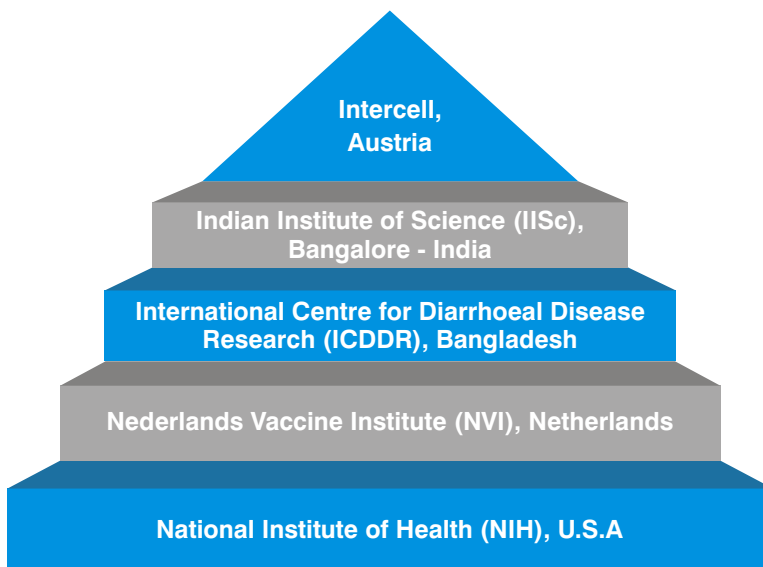 Intercell,
Austria
Indian Institute of Science (IISc),
Bangalore - India
International Centre for Diarrhoeal Disease
Research (ICDDR), Bangladesh
Nederlands Vaccine Institute (NVI), Netherlands
National Institute of Health (NIH), U.S.A